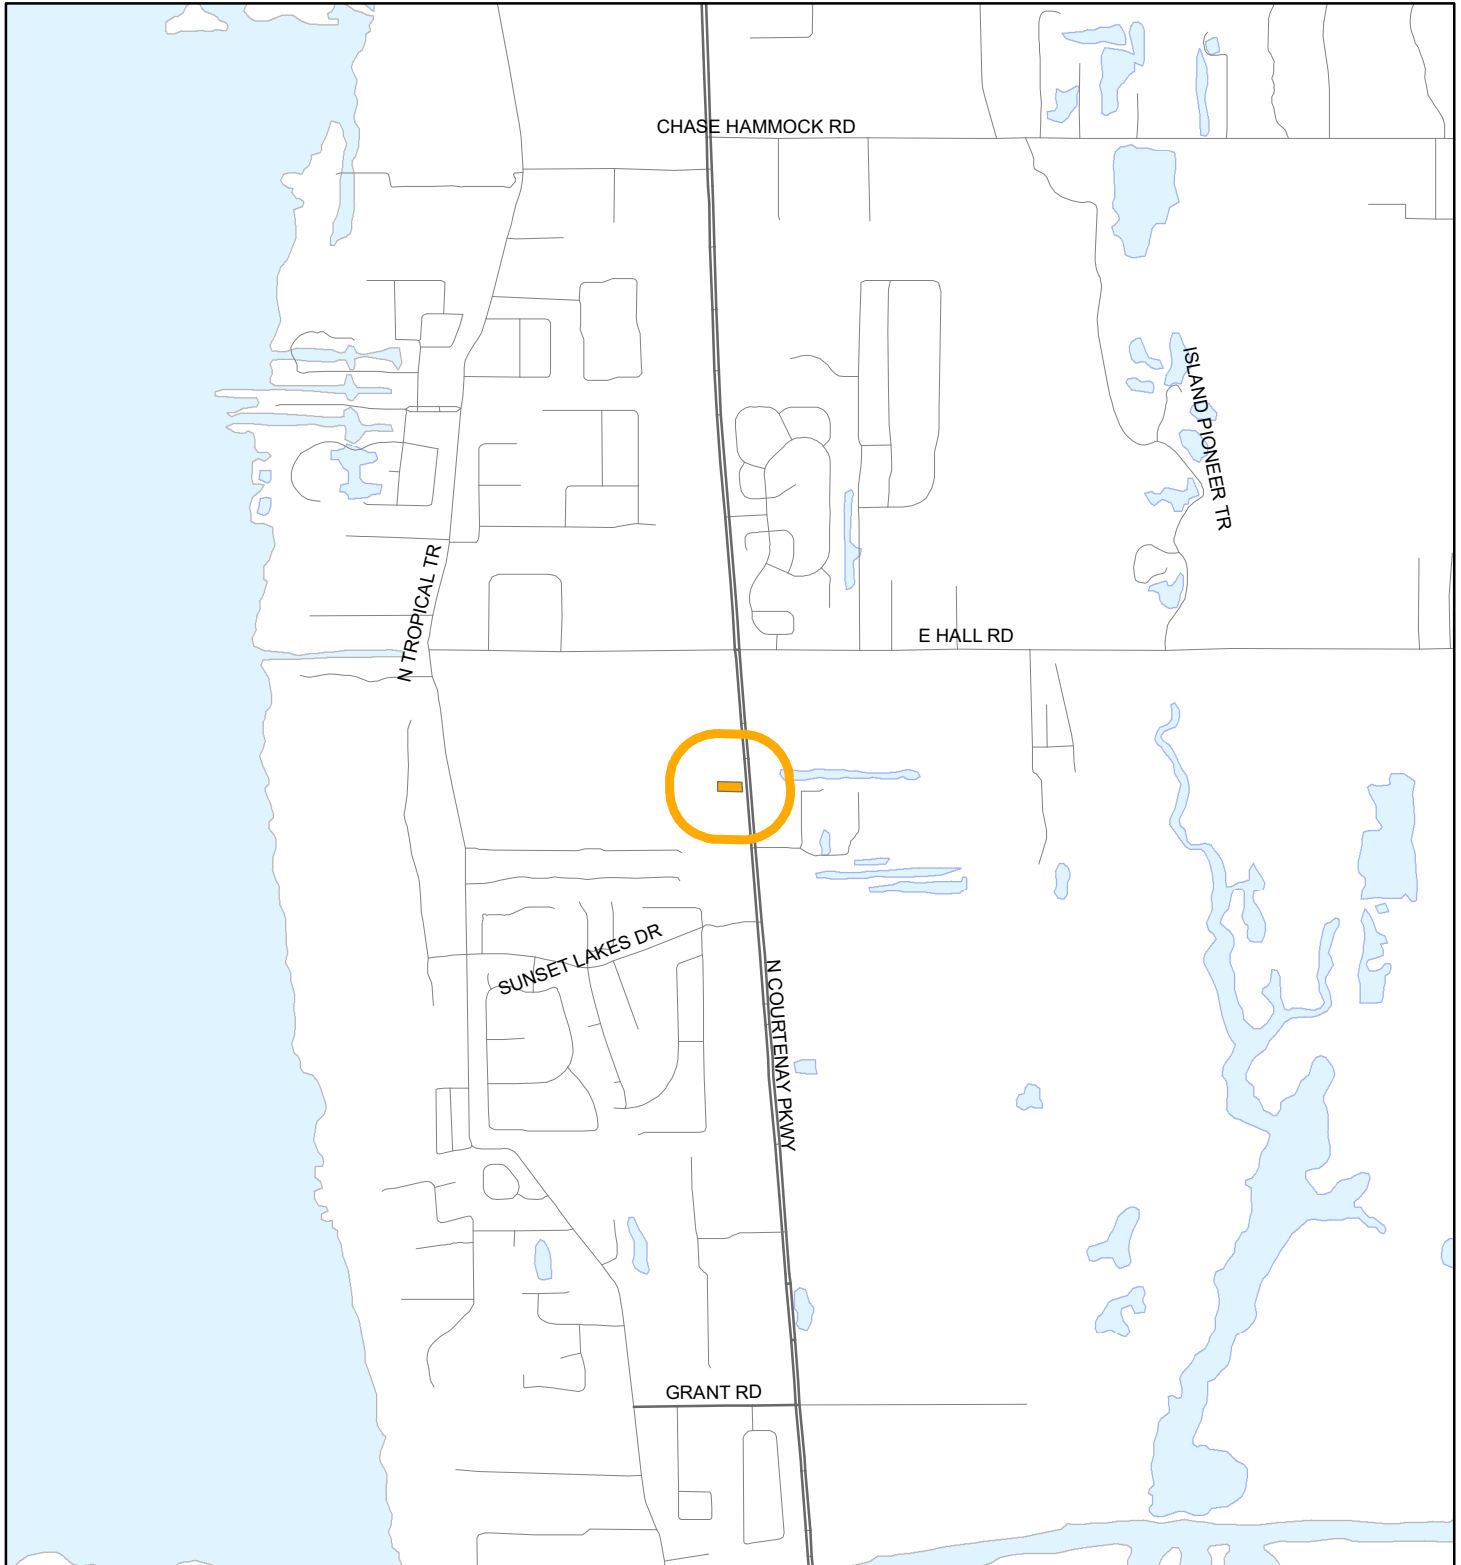 CHASE HAMMOCK RD
ISLAND PIONEER TR
N TROPICAL TR
E HALL RD
SUNSET LAKES DR
N COURTENAY PKWY
GRANT RD